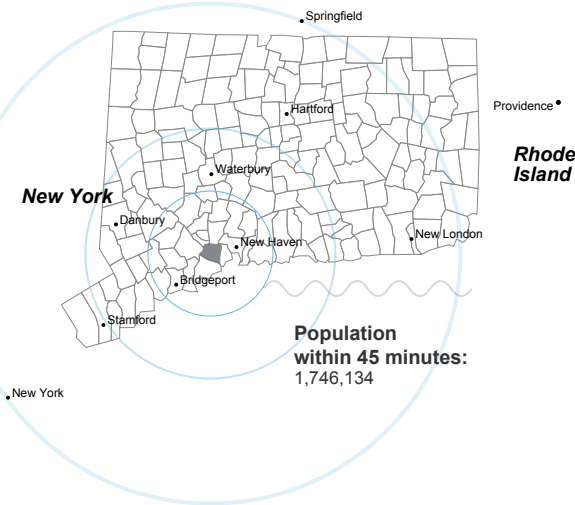 Springfield
Hartford
Providence
Rhode
Island
Waterbury
New York
Danbury
New Haven
New London
Bridgeport
Stamford
Population
within 45 minutes:
1,746,134
New York